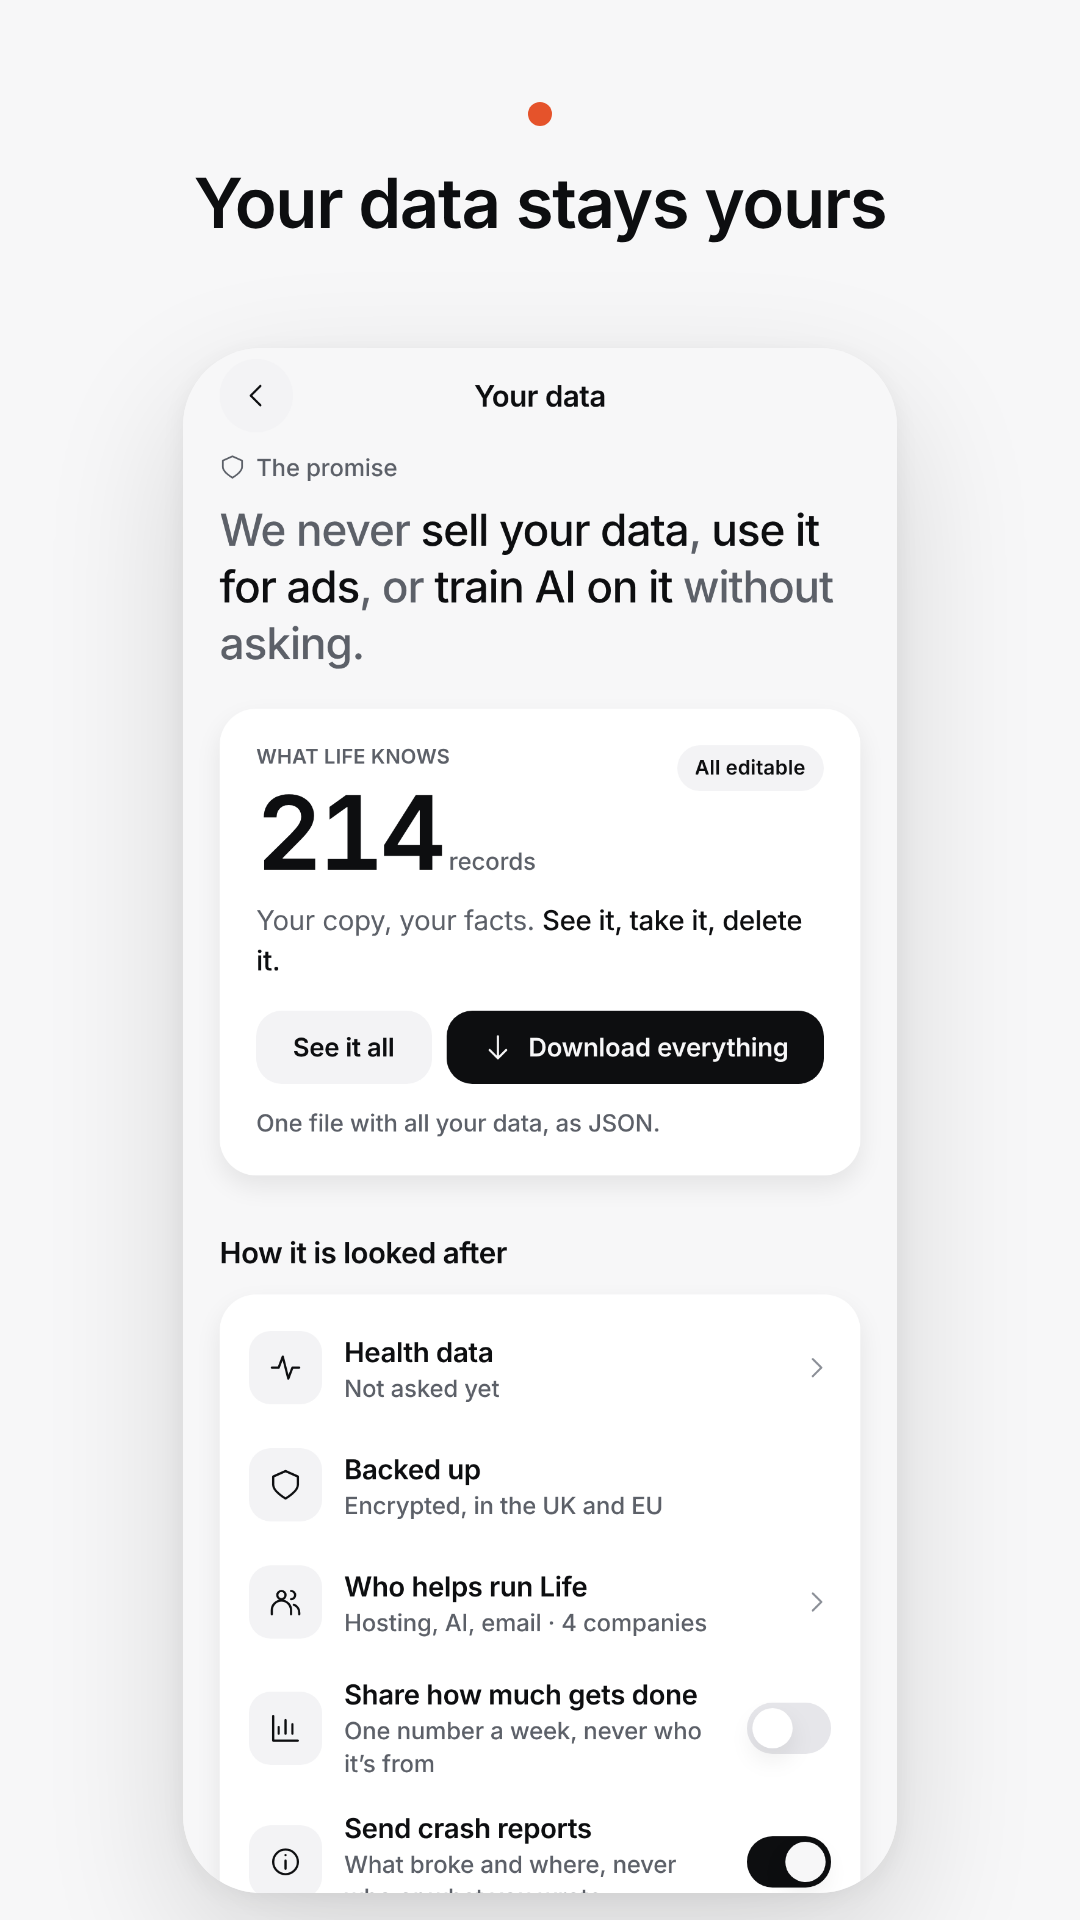 Your data stays yours
Your data
The promise
We never sell your data, use it
for ads, or train AI on it without
asking.
WHAT LIFE KNOWS
All editable
214 records
Your copy, your facts. See it, take it, delete
it.
See it all
Download everything
One file with all your data, as JSON.
How it is looked after
Health data
Not asked yet
Backed up
Encrypted, in the UK and EU
Who helps run Life
Hosting, AI, email · 4 companies
Share how much gets done
One number a week, never who
it’s from
Send crash reports
What broke and where, never